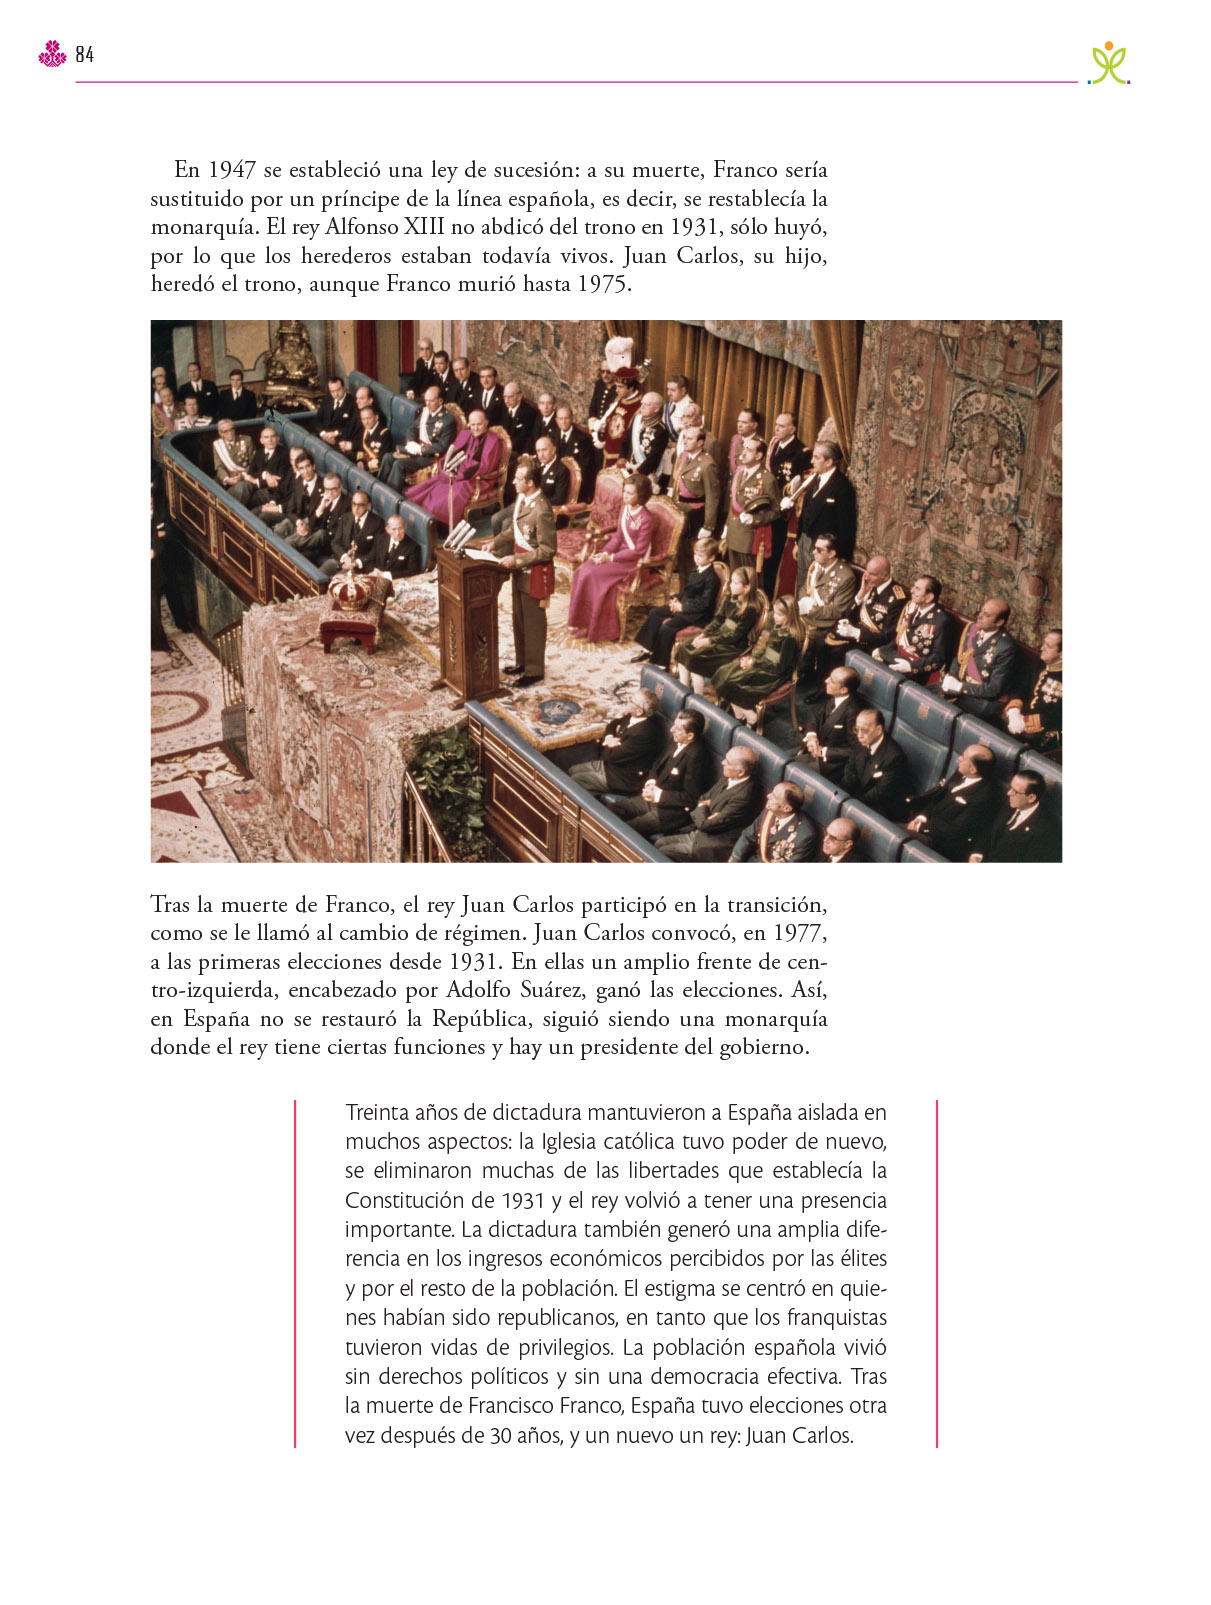 84
En 1947 se estableció una ley de sucesión: a su muerte, Franco sería
sustituido por un príncipe de la línea española, es decir, se restablecía la
monarquía. El rey Alfonso XIII no abdicó del trono en 1931, sólo huyó,
por lo que los herederos estaban todavía vivos. Juan Carlos, su hijo,
heredó el trono, aunque Franco murió hasta 1975.
Tras la muerte de Franco, el rey Juan Carlos participó en la transición,
como se le llamó al cambio de régimen. Juan Carlos convocó, en 1977,
a las primeras elecciones desde 1931. En ellas un amplio frente de cen-
tro-izquierda, encabezado por Adolfo Suárez, ganó las elecciones. Así,
en España no se restauró la República, siguió siendo una monarquía
donde el rey tiene ciertas funciones y hay un presidente del gobierno.
Treinta años de dictadura mantuvieron a España aislada en
muchos aspectos: la Iglesia católica tuvo poder de nuevo,
se eliminaron muchas de las libertades que establecía la
Constitución de 1931 y el rey volvió a tener una presencia
importante. La dictadura también generó una amplia dife-
rencia en los ingresos económicos percibidos por las élites
y por el resto de la población. El estigma se centró en quie-
nes habían sido republicanos, en tanto que los franquistas
tuvieron vidas de privilegios. La población española vivió
sin derechos políticos y sin una democracia efectiva. Tras
la muerte de Francisco Franco, España tuvo elecciones otra
vez después de 30 años, y un nuevo un rey: Juan Carlos.